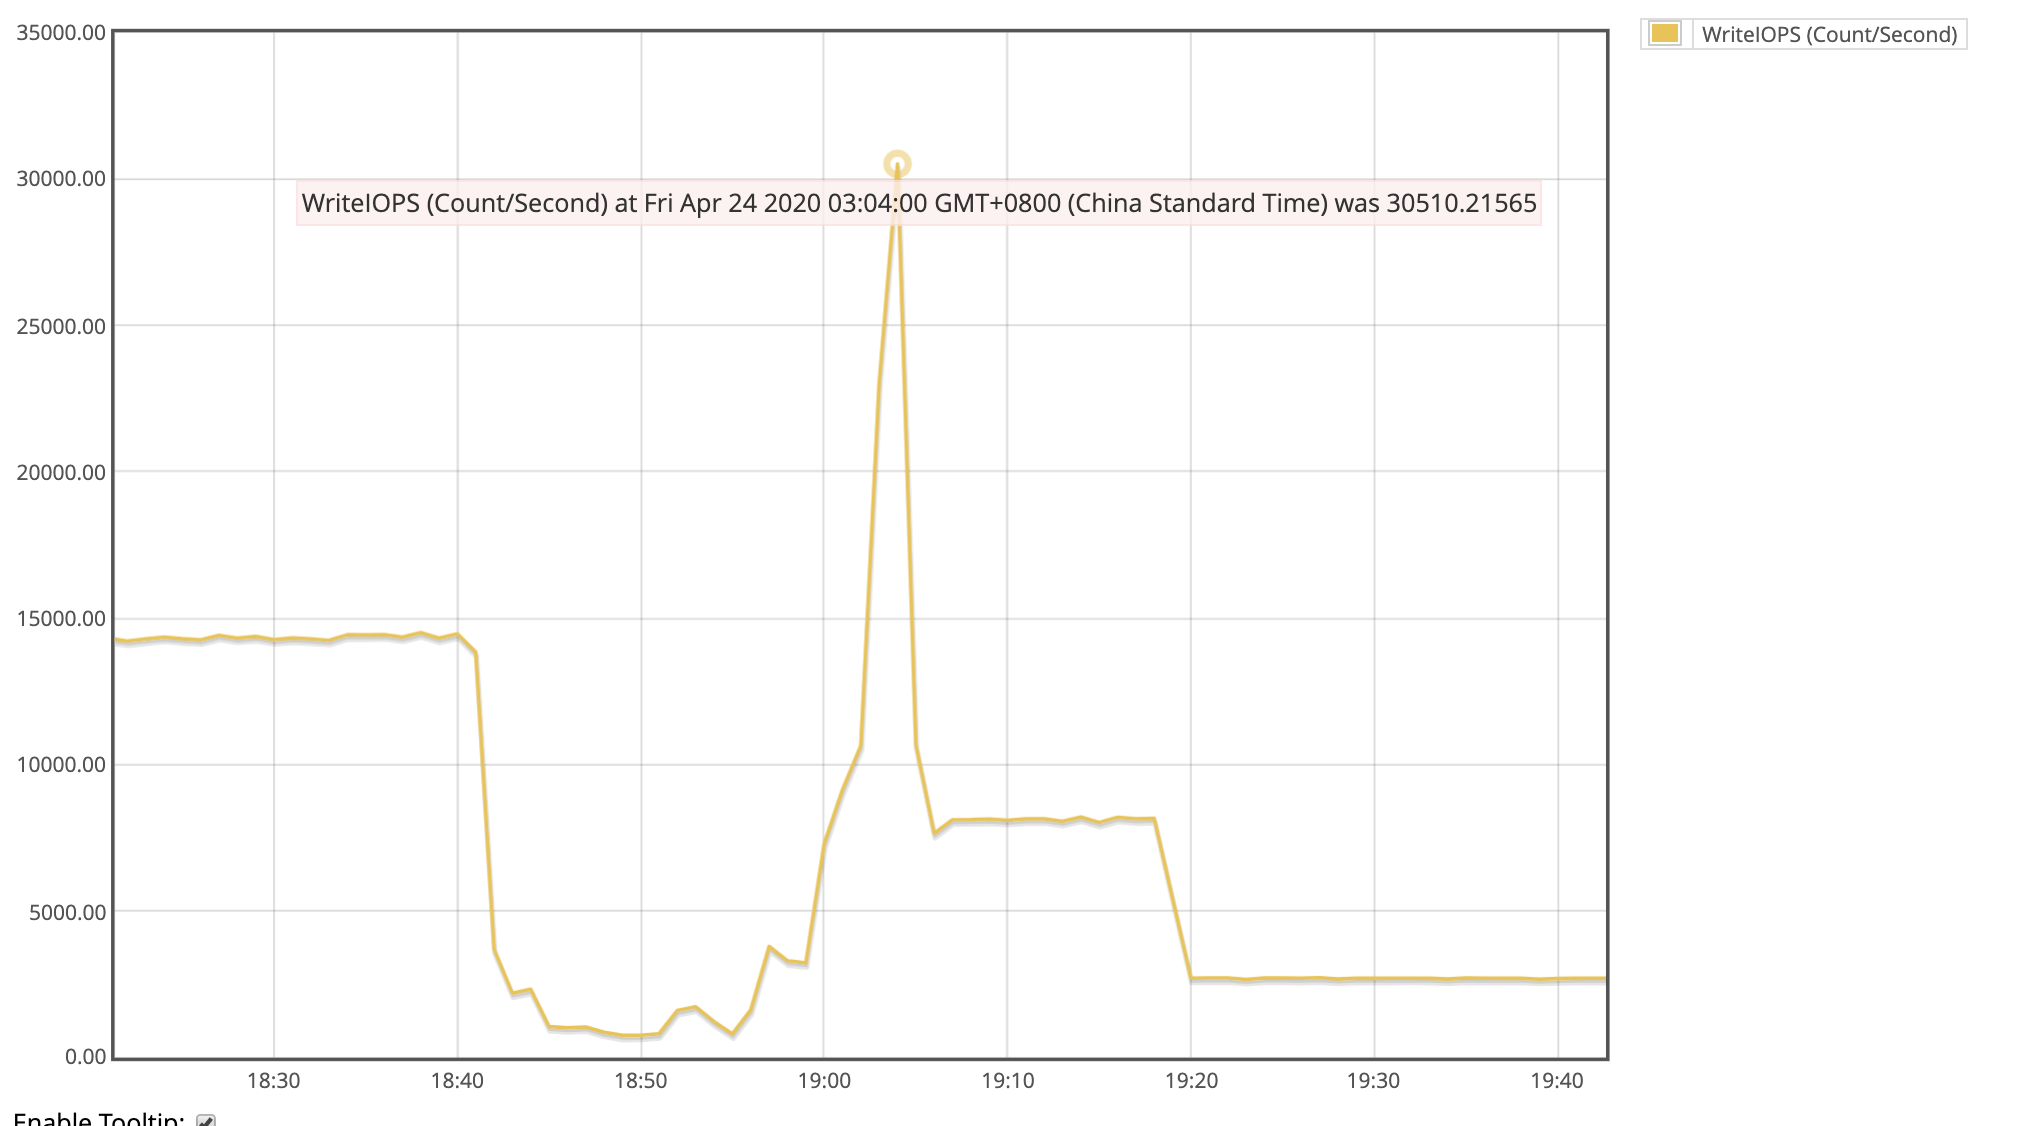 35000.00
WriteIOPS (Count/Second)
30000.00
WriteIOPS (Count/Second) at Fri Apr 24 2020 03:04:00 GMT+0800 (China Standard Time) was 30510.21565
25000.00
20000.00
15000.00
10000.00
5000.00
0.00
18:30 18:40 18:50 19:00 19:10 19:20 19:30 19:40
Enable Tooltip: